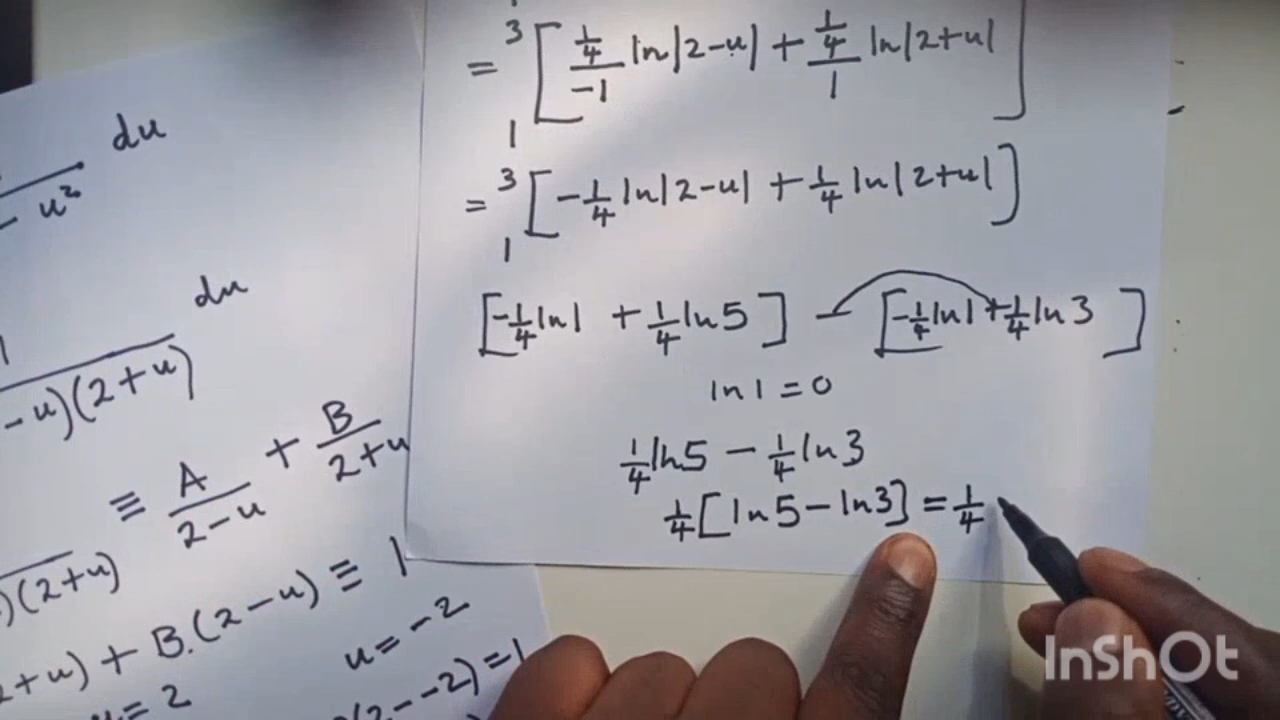 du
- u²
du
1
- u)(2+u)
≡ A/(2-u) + B/(2+u)
)(2+u)
2+u) + B.(2-u) ≡ 1
u = -2
u = 2
(2--2) = 1
= ³₁[ (¼/-1) ln|2-u| + (¼/1) ln|2+u| ]
= ³₁[ -¼ ln|2-u| + ¼ ln|2+u| ]
[-¼ ln1 + ¼ ln5] - [-¼ ln1 + ¼ ln3]
ln1 = 0
¼ ln5 - ¼ ln3
¼[ln5 - ln3] = ¼
InShOt